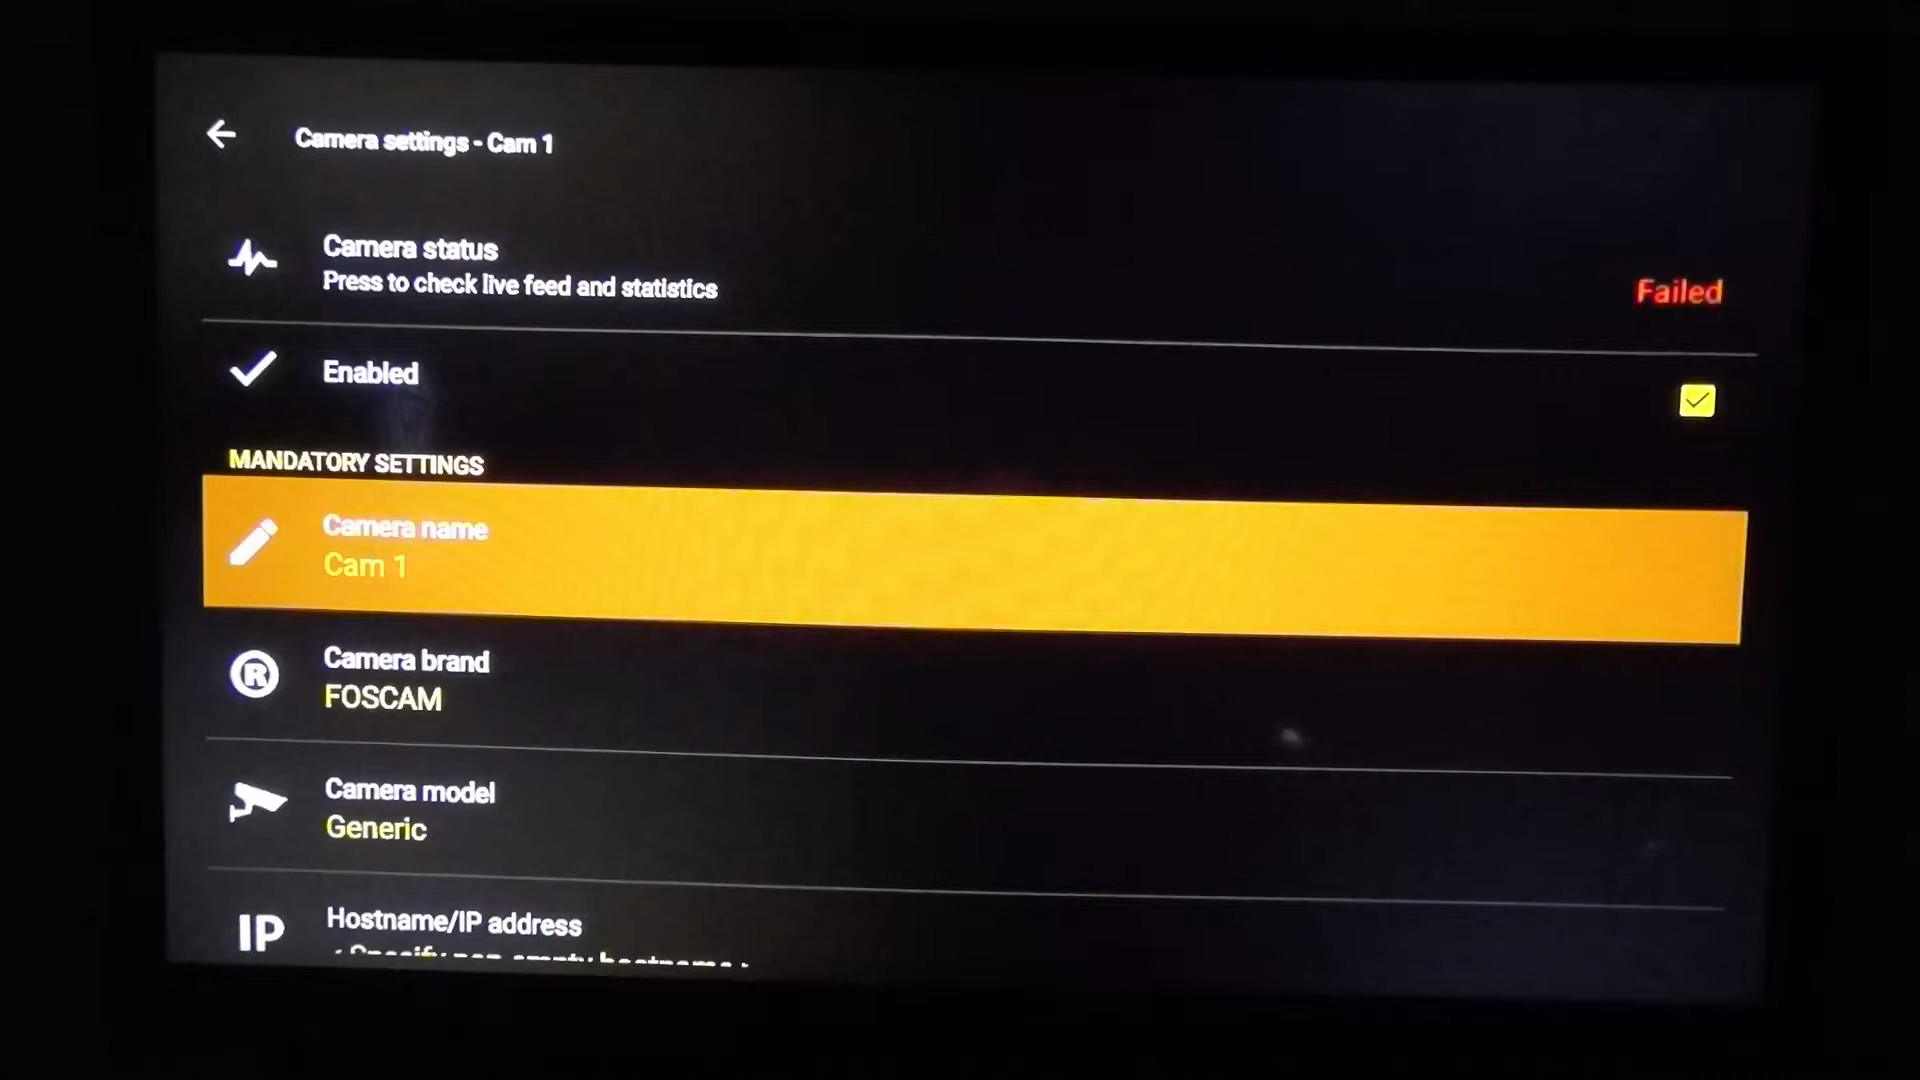 Camera settings - Cam 1
Camera status
Press to check live feed and statistics
Failed
Enabled
MANDATORY SETTINGS
Camera name
Cam 1
R
Camera brand
FOSCAM
Camera model
Generic
IP
Hostname/IP address